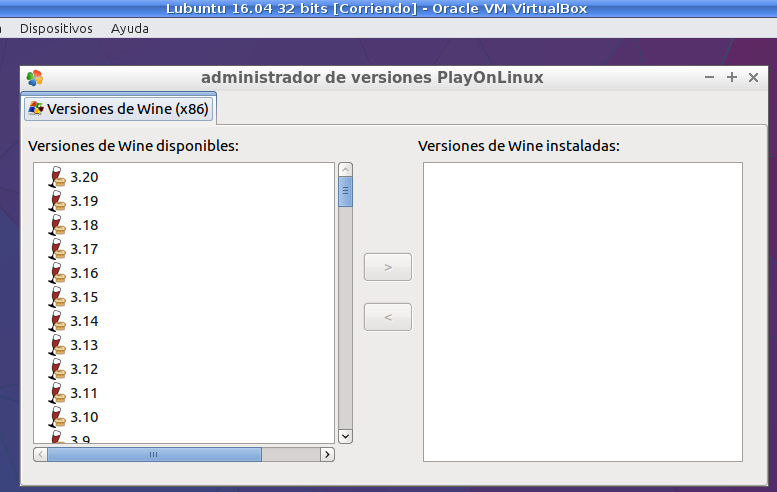 Lubuntu 16.04 32 bits [Corriendo] - Oracle VM VirtualBox
Dispositivos Ayuda
administrador de versiones PlayOnLinux
Versiones de Wine (x86)
Versiones de Wine disponibles: Versiones de Wine instaladas:
3.20
3.19
3.18
3.17
3.16
3.15
3.14
3.13
3.12
3.11
3.10
3.9
>
<